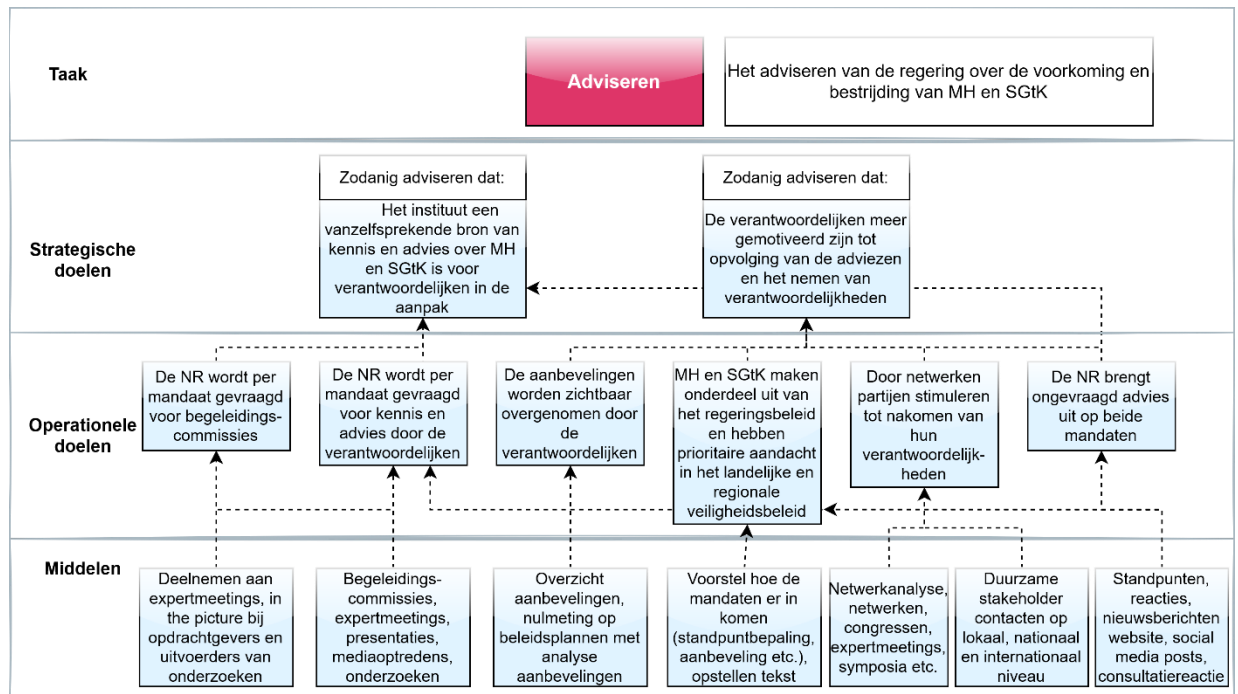 Taak
Adviseren
Het adviseren van de regering over de voorkoming en
bestrijding van MH en SGtK
Strategische
doelen
Zodanig adviseren dat:
Het instituut een
vanzelfsprekende bron van
kennis en advies over MH
en SGtK is voor
verantwoordelijken in de
aanpak
Zodanig adviseren dat:
De verantwoordelijken meer
gemotiveerd zijn tot
opvolging van de adviezen
en het nemen van
verantwoordelijkheden
Operationele
doelen
De NR wordt per
mandaat gevraagd
voor begeleidings-
commissies
De NR wordt per
mandaat gevraagd
voor kennis en
advies door de
verantwoordelijken
De aanbevelingen
worden zichtbaar
overgenomen door
de
verantwoordelijken
MH en SGtK maken
onderdeel uit van
het regeringsbeleid
en hebben
prioritaire aandacht
in het landelijke en
regionale
veiligheidsbeleid
Door netwerken
partijen stimuleren
tot nakomen van
hun
verantwoordelijk-
heden
De NR brengt
ongevraagd advies
uit op beide
mandaten
Middelen
Deelnemen aan
expertmeetings, in
the picture bij
opdrachtgevers en
uitvoerders van
onderzoeken
Begeleidings-
commissies,
expertmeetings,
presentaties,
mediaoptredens,
onderzoeken
Overzicht
aanbevelingen,
nulmeting op
beleidsplannen met
analyse
aanbevelingen
Voorstel hoe de
mandaten er in
komen
(standpuntbepaling,
aanbeveling etc.),
opstellen tekst
Netwerkanalyse,
netwerken,
congressen,
expertmeetings,
symposia etc.
Duurzame
stakeholder
contacten op
lokaal, nationaal
en internationaal
niveau
Standpunten,
reacties,
nieuwsberichten
website, social
media posts,
consultatiereactie